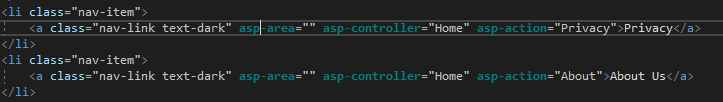 <li class="nav-item">
    <a class="nav-link text-dark" asp-area="" asp-controller="Home" asp-action="Privacy">Privacy</a>
</li>
<li class="nav-item">
    <a class="nav-link text-dark" asp-area="" asp-controller="Home" asp-action="About">About Us</a>
</li>